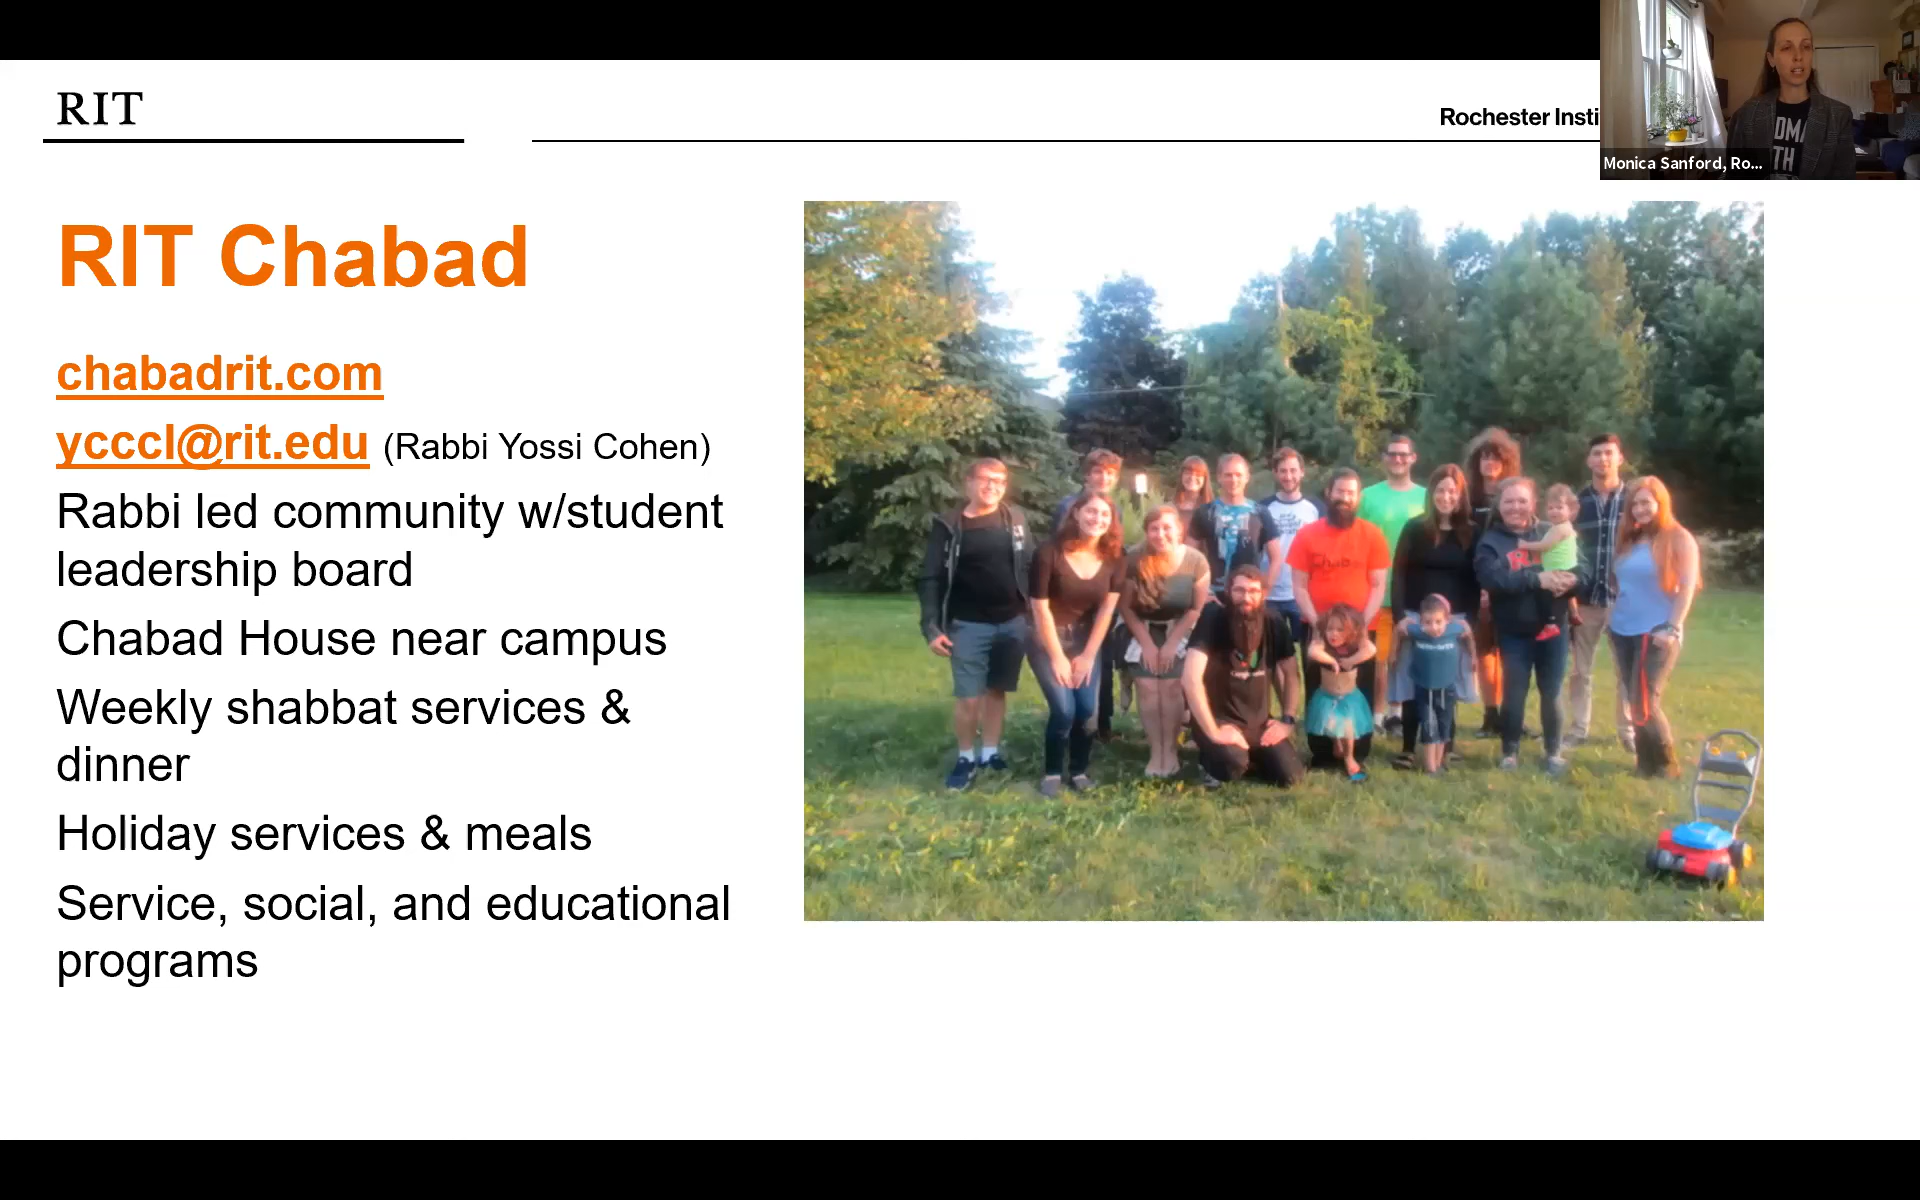 RIT
Rochester Insti
Monica Sanford, Ro...
RIT Chabad
chabadrit.com
ycccl@rit.edu (Rabbi Yossi Cohen)
Rabbi led community w/student
leadership board
Chabad House near campus
Weekly shabbat services &
dinner
Holiday services & meals
Service, social, and educational
programs